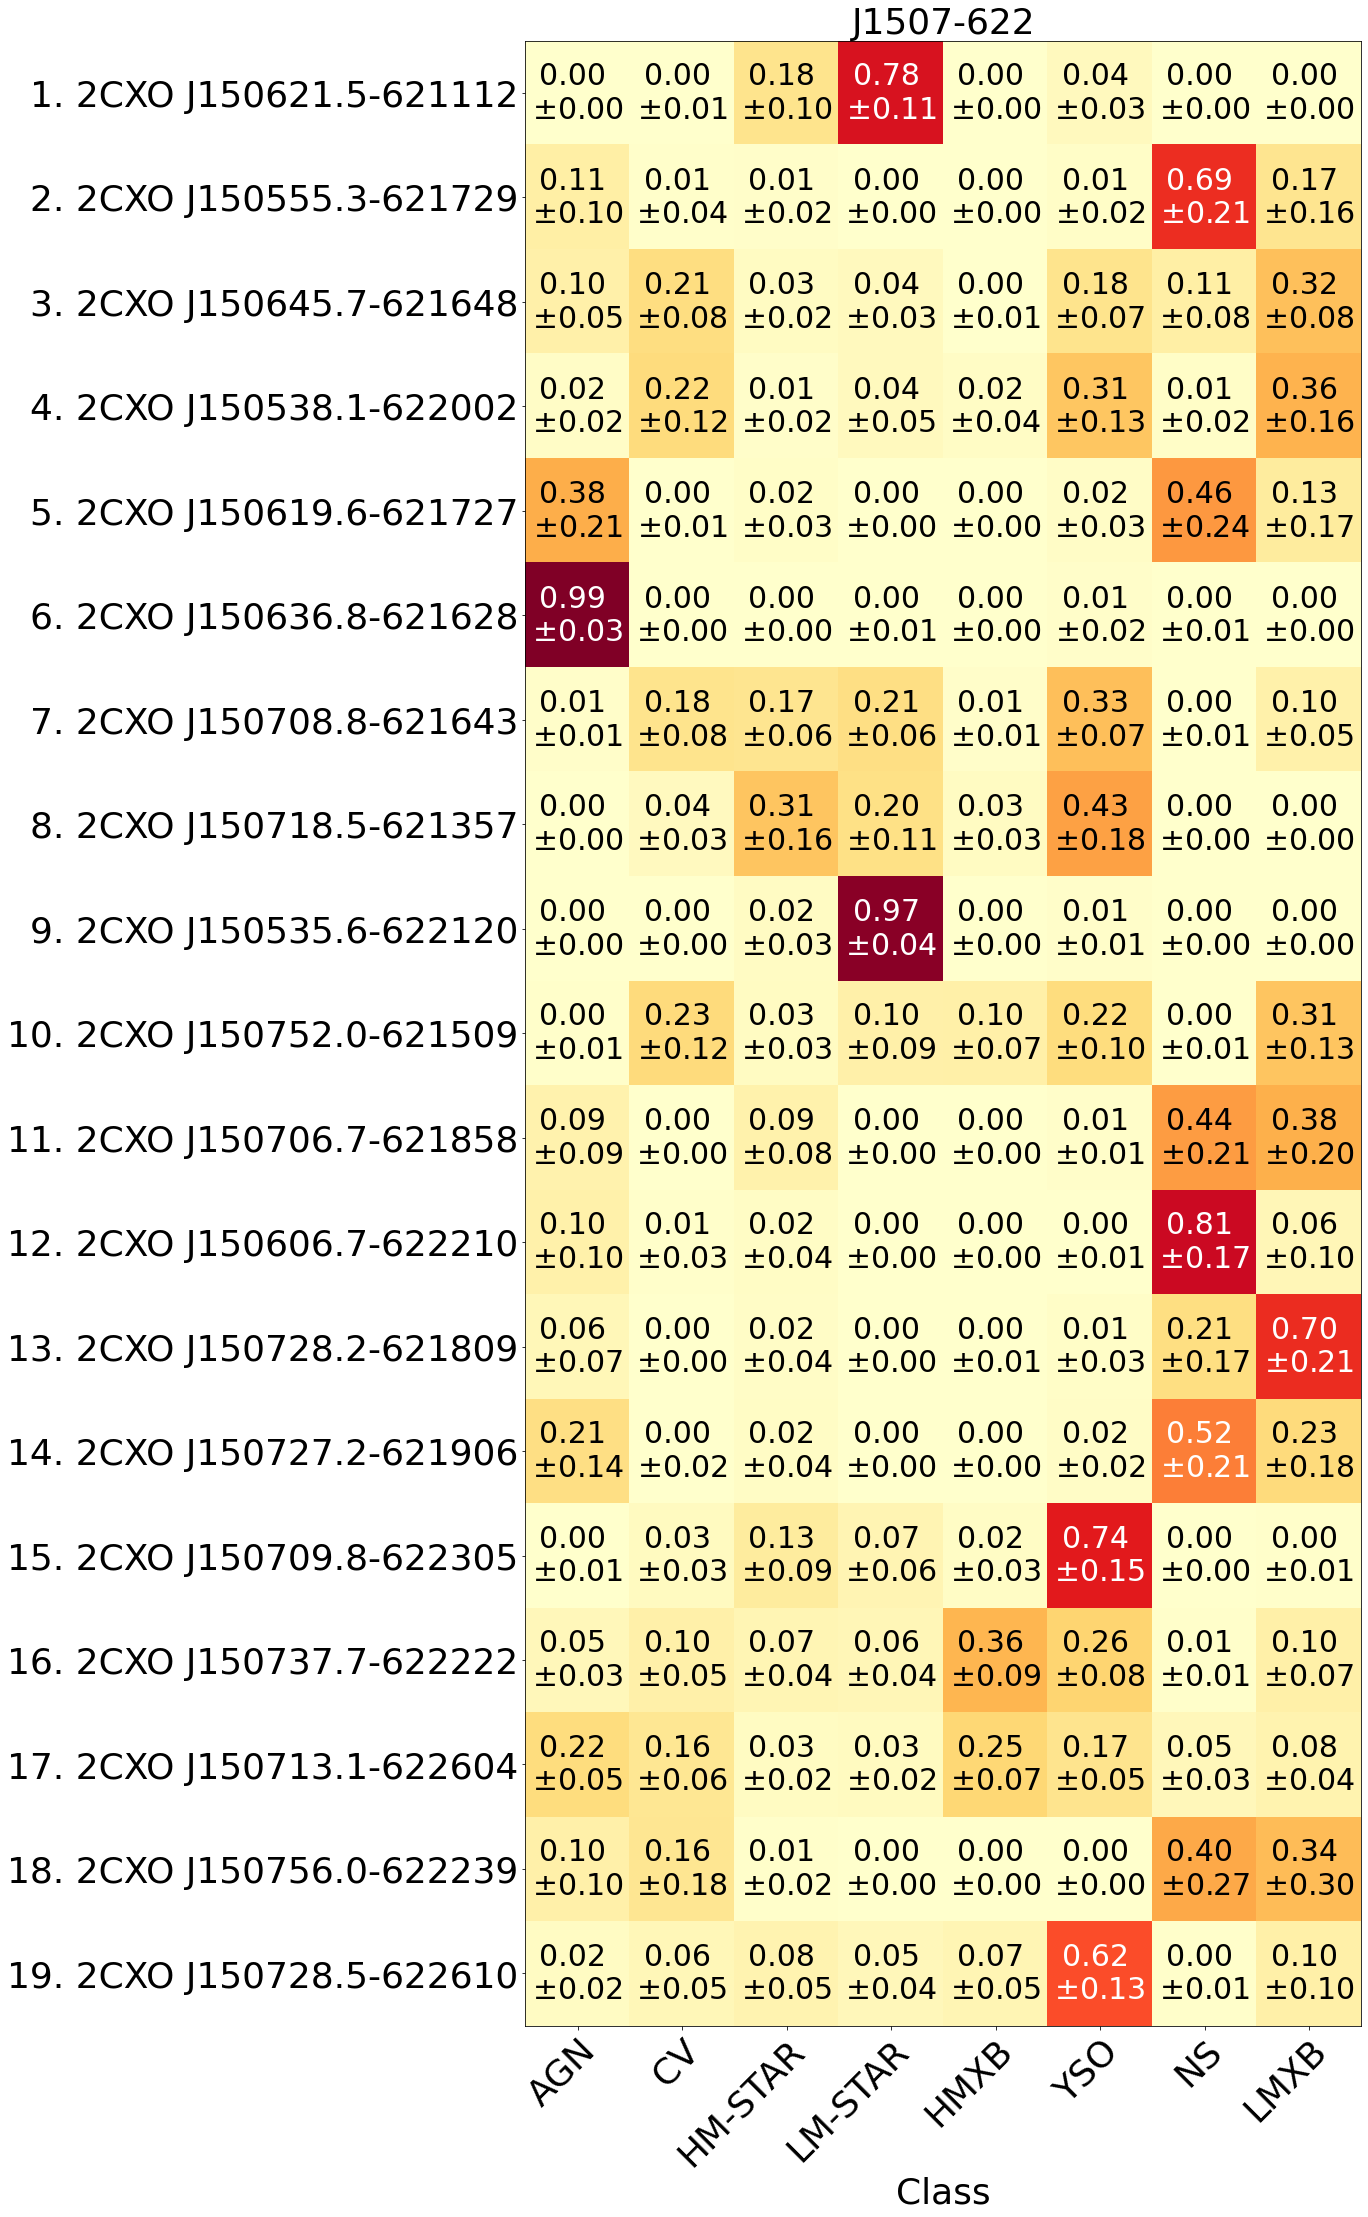 J1507-622
1. 2CXO J150621.5-621112 0.00 0.00 0.18 0.78 0.00 0.04 0.00 0.00
±0.00 ±0.01 ±0.10 ±0.11 ±0.00 ±0.03 ±0.00 ±0.00
2. 2CXO J150555.3-621729 0.11 0.01 0.01 0.00 0.00 0.01 0.69 0.17
±0.10 ±0.04 ±0.02 ±0.00 ±0.00 ±0.02 ±0.21 ±0.16
3. 2CXO J150645.7-621648 0.10 0.21 0.03 0.04 0.00 0.18 0.11 0.32
±0.05 ±0.08 ±0.02 ±0.03 ±0.01 ±0.07 ±0.08 ±0.08
4. 2CXO J150538.1-622002 0.02 0.22 0.01 0.04 0.02 0.31 0.01 0.36
±0.02 ±0.12 ±0.02 ±0.05 ±0.04 ±0.13 ±0.02 ±0.16
5. 2CXO J150619.6-621727 0.38 0.00 0.02 0.00 0.00 0.02 0.46 0.13
±0.21 ±0.01 ±0.03 ±0.00 ±0.00 ±0.03 ±0.24 ±0.17
6. 2CXO J150636.8-621628 0.99 0.00 0.00 0.00 0.00 0.01 0.00 0.00
±0.03 ±0.00 ±0.00 ±0.01 ±0.00 ±0.02 ±0.01 ±0.00
7. 2CXO J150708.8-621643 0.01 0.18 0.17 0.21 0.01 0.33 0.00 0.10
±0.01 ±0.08 ±0.06 ±0.06 ±0.01 ±0.07 ±0.01 ±0.05
8. 2CXO J150718.5-621357 0.00 0.04 0.31 0.20 0.03 0.43 0.00 0.00
±0.00 ±0.03 ±0.16 ±0.11 ±0.03 ±0.18 ±0.00 ±0.00
9. 2CXO J150535.6-622120 0.00 0.00 0.02 0.97 0.00 0.01 0.00 0.00
±0.00 ±0.00 ±0.03 ±0.04 ±0.00 ±0.01 ±0.00 ±0.00
10. 2CXO J150752.0-621509 0.00 0.23 0.03 0.10 0.10 0.22 0.00 0.31
±0.01 ±0.12 ±0.03 ±0.09 ±0.07 ±0.10 ±0.01 ±0.13
11. 2CXO J150706.7-621858 0.09 0.00 0.09 0.00 0.00 0.01 0.44 0.38
±0.09 ±0.00 ±0.08 ±0.00 ±0.00 ±0.01 ±0.21 ±0.20
12. 2CXO J150606.7-622210 0.10 0.01 0.02 0.00 0.00 0.00 0.81 0.06
±0.10 ±0.03 ±0.04 ±0.00 ±0.00 ±0.01 ±0.17 ±0.10
13. 2CXO J150728.2-621809 0.06 0.00 0.02 0.00 0.00 0.01 0.21 0.70
±0.07 ±0.00 ±0.04 ±0.00 ±0.01 ±0.03 ±0.17 ±0.21
14. 2CXO J150727.2-621906 0.21 0.00 0.02 0.00 0.00 0.02 0.52 0.23
±0.14 ±0.02 ±0.04 ±0.00 ±0.00 ±0.02 ±0.21 ±0.18
15. 2CXO J150709.8-622305 0.00 0.03 0.13 0.07 0.02 0.74 0.00 0.00
±0.01 ±0.03 ±0.09 ±0.06 ±0.03 ±0.15 ±0.00 ±0.01
16. 2CXO J150737.7-622222 0.05 0.10 0.07 0.06 0.36 0.26 0.01 0.10
±0.03 ±0.05 ±0.04 ±0.04 ±0.09 ±0.08 ±0.01 ±0.07
17. 2CXO J150713.1-622604 0.22 0.16 0.03 0.03 0.25 0.17 0.05 0.08
±0.05 ±0.06 ±0.02 ±0.02 ±0.07 ±0.05 ±0.03 ±0.04
18. 2CXO J150756.0-622239 0.10 0.16 0.01 0.00 0.00 0.00 0.40 0.34
±0.10 ±0.18 ±0.02 ±0.00 ±0.00 ±0.00 ±0.27 ±0.30
19. 2CXO J150728.5-622610 0.02 0.06 0.08 0.05 0.07 0.62 0.00 0.10
±0.02 ±0.05 ±0.05 ±0.04 ±0.05 ±0.13 ±0.01 ±0.10
AGN CV HM-STAR LM-STAR HMXB YSO NS LMXB
Class